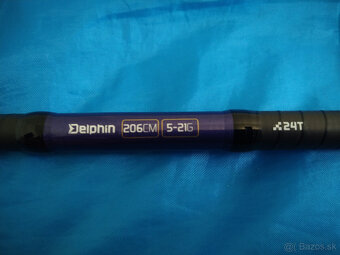 Delphin 206CM 5-21G 24T
© Bazos.sk